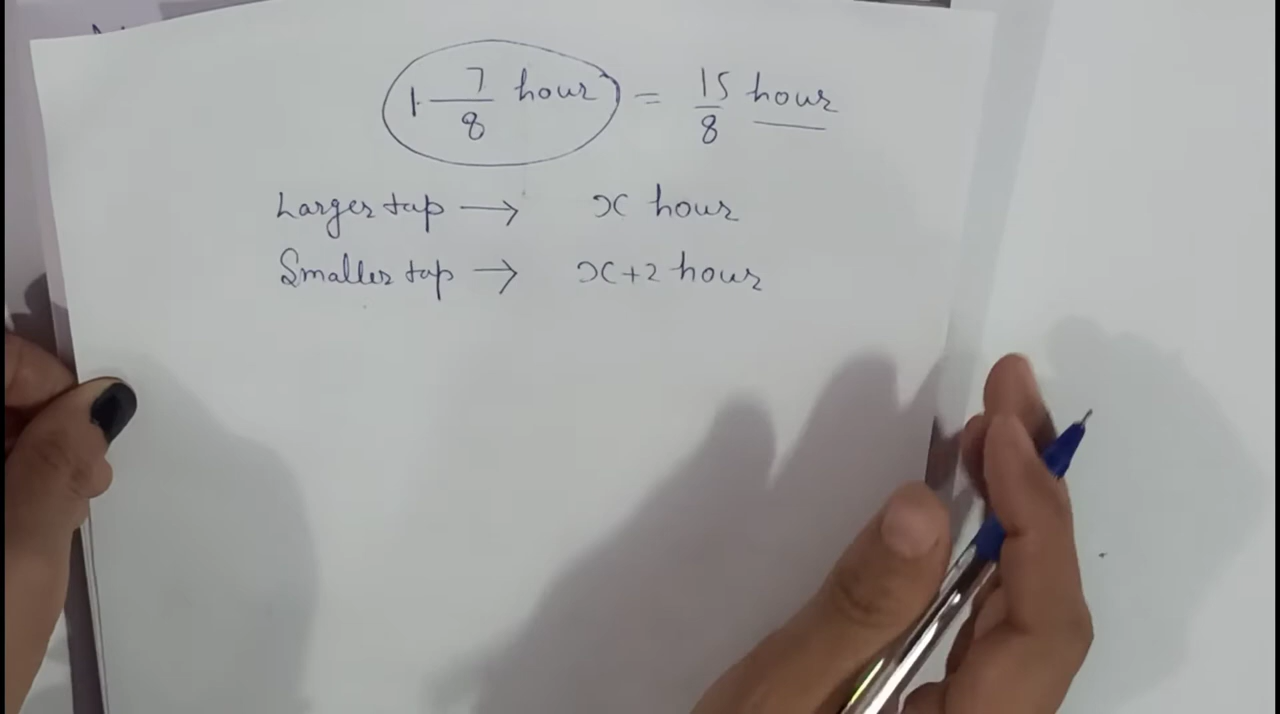 1 7/8 hour = 15/8 hour
Larger tap → x hour
Smaller tap → x+2 hour